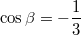 cos β = −1/3